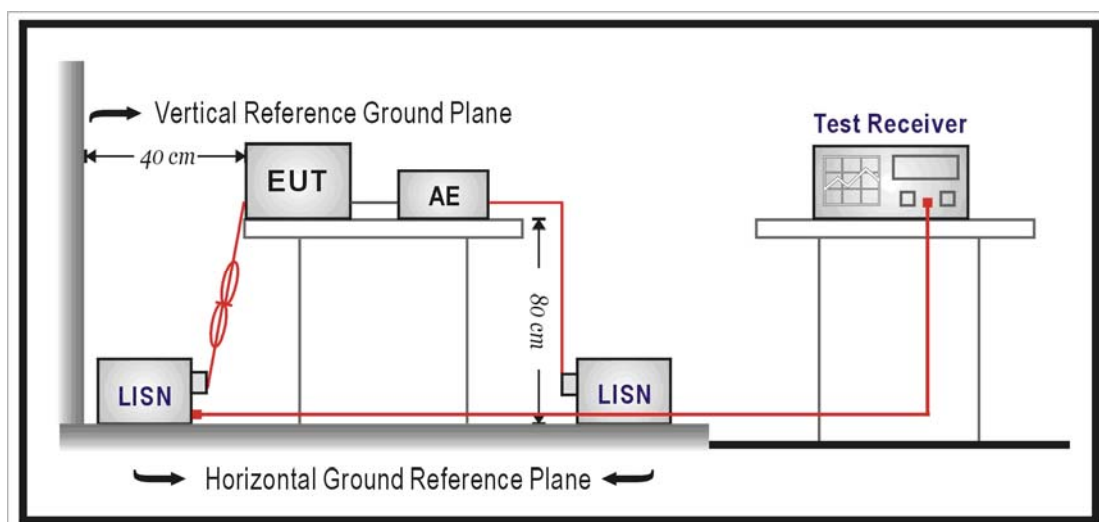 Vertical Reference Ground Plane
Test Receiver
40 cm
EUT
AE
80 cm
LISN
LISN
Horizontal Ground Reference Plane